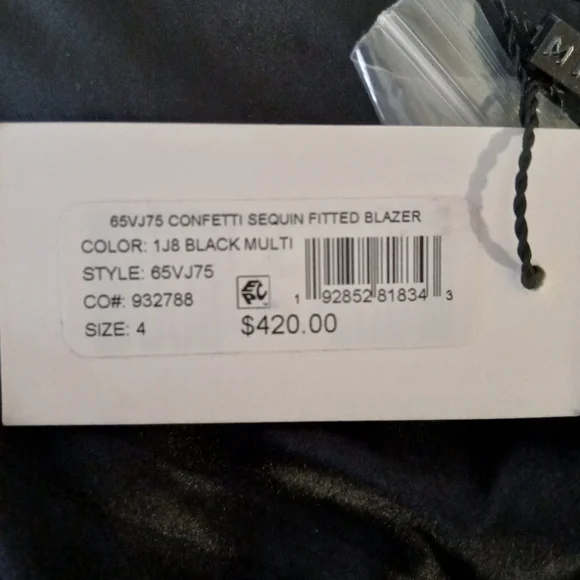 65VJ75 CONFETTI SEQUIN FITTED BLAZER
COLOR: 1J8 BLACK MULTI
STYLE: 65VJ75
CO#: 932788
1 92852 81834 3
SIZE: 4
$420.00